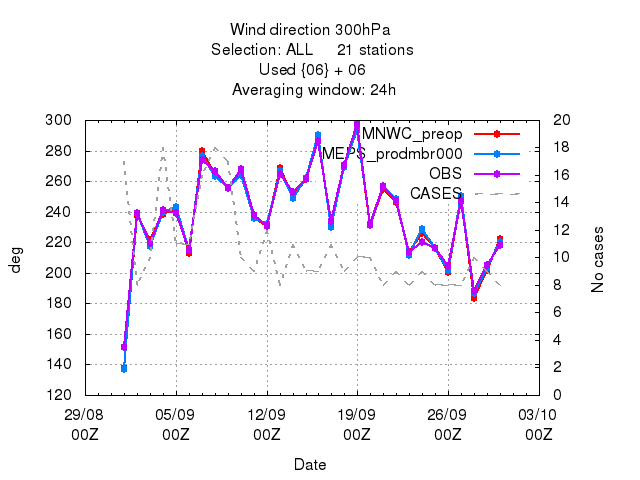 Wind direction 300hPa
Selection: ALL 21 stations
Used {06} + 06
Averaging window: 24h
MNWC_preop
MEPS_prodmbr000
OBS
CASES
300
280
260
240
220
200
180
160
140
120
deg
20
18
16
14
12
10
8
6
4
2
0
No cases
29/08 05/09 12/09 19/09 26/09 03/10
00Z 00Z 00Z 00Z 00Z 00Z
Date